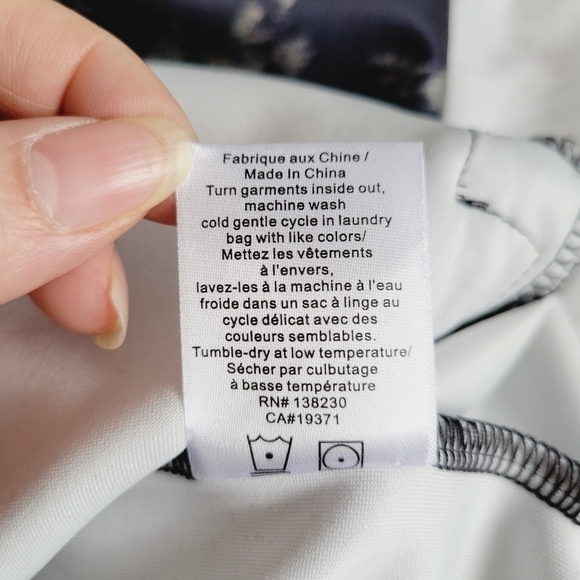 Fabrique aux Chine /
Made In China
Turn garments inside out,
machine wash
cold gentle cycle in laundry
bag with like colors/
Mettez les vêtements
à l'envers,
lavez-les à la machine à l'eau
froide dans un sac à linge au
cycle délicat avec des
couleurs semblables.
Tumble-dry at low temperature/
Sécher par culbutage
à basse température
RN# 138230
CA#19371